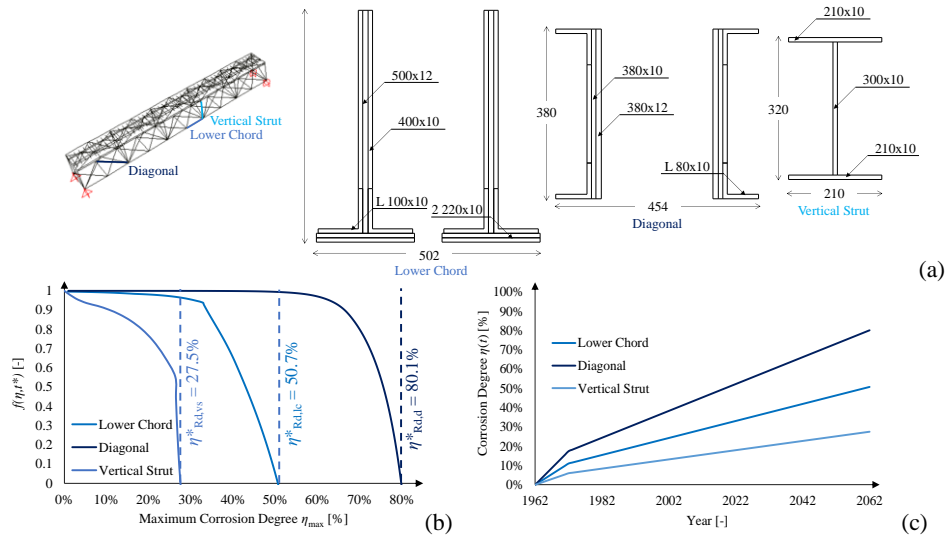 Vertical Strut
Lower Chord
Diagonal
500x12
400x10
L 100x10
2 220x10
502
Lower Chord
380
380x10
380x12
L 80x10
454
Diagonal
210x10
320
300x10
210x10
210
Vertical Strut
(a)
f(η,t*) [-]
1
0.9
0.8
0.7
0.6
0.5
0.4
0.3
0.2
0.1
0
Lower Chord
Diagonal
Vertical Strut
η*Rd,vs = 27.5%
η*Rd,lc = 50.7%
η*Rd,d = 80.1%
0% 10% 20% 30% 40% 50% 60% 70% 80%
Maximum Corrosion Degree ηmax [%]
(b)
Corrosion Degree η(t) [%]
100%
90%
80%
70%
60%
50%
40%
30%
20%
10%
0%
Lower Chord
Diagonal
Vertical Strut
1962 1982 2002 2022 2042 2062
Year [-]
(c)